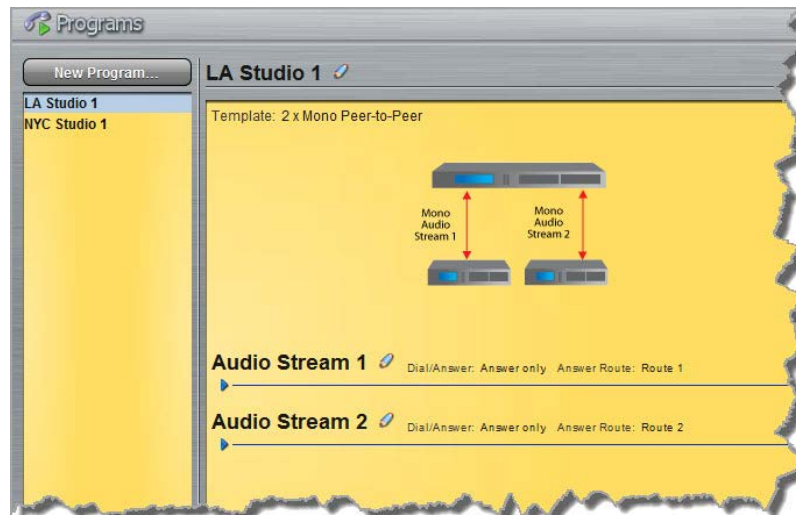 Programs
New Program...
LA Studio 1
NYC Studio 1
LA Studio 1
Template: 2 x Mono Peer-to-Peer
Mono
Audio
Stream 1
Mono
Audio
Stream 2
Audio Stream 1 Dial/Answer: Answer only Answer Route: Route 1
Audio Stream 2 Dial/Answer: Answer only Answer Route: Route 2